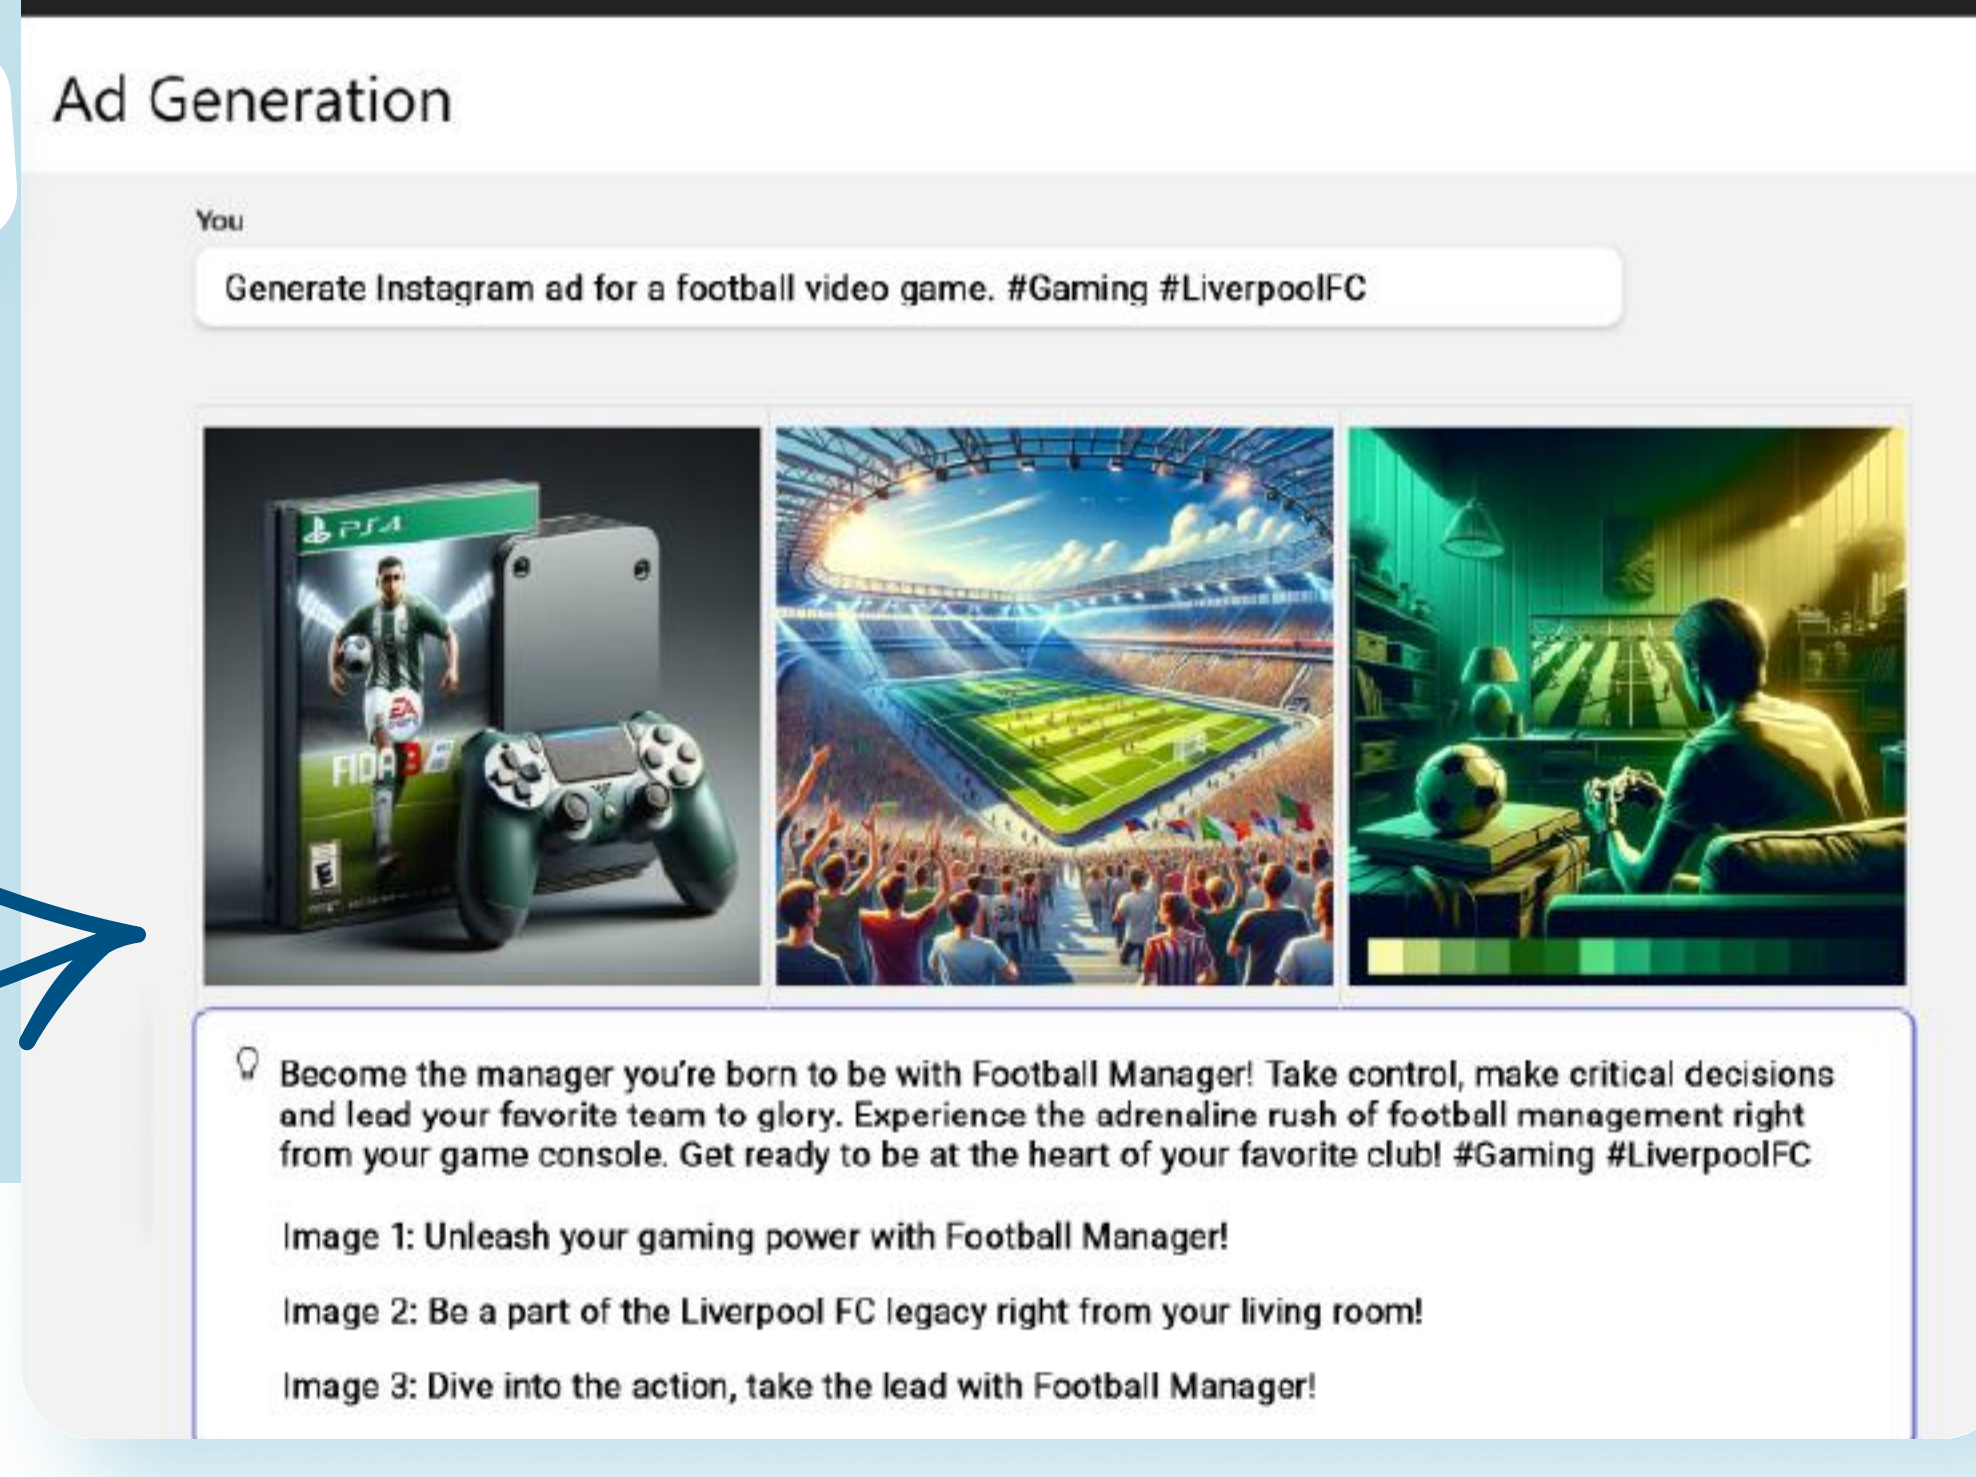 Ad Generation
You
Generate Instagram ad for a football video game. #Gaming #LiverpoolFC
PS4
EA
FIDA
E
Become the manager you're born to be with Football Manager! Take control, make critical decisions
and lead your favorite team to glory. Experience the adrenaline rush of football management right
from your game console. Get ready to be at the heart of your favorite club! #Gaming #LiverpoolFC
Image 1: Unleash your gaming power with Football Manager!
Image 2: Be a part of the Liverpool FC legacy right from your living room!
Image 3: Dive into the action, take the lead with Football Manager!